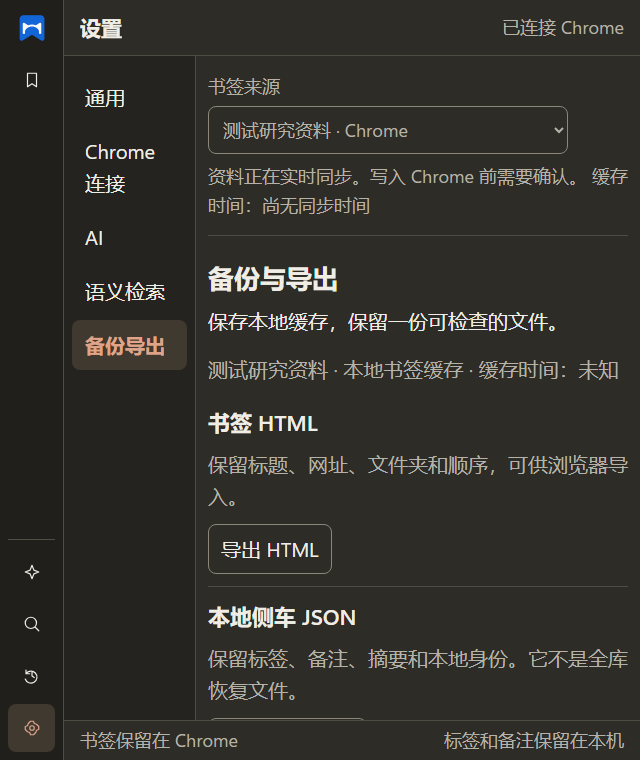 设置
已连接 Chrome
通用
Chrome
连接
AI
语义检索
备份导出
书签来源
测试研究资料 · Chrome
资料正在实时同步。写入 Chrome 前需要确认。 缓存
时间：尚无同步时间
备份与导出
保存本地缓存，保留一份可检查的文件。
测试研究资料 · 本地书签缓存 · 缓存时间：未知
书签 HTML
保留标题、网址、文件夹和顺序，可供浏览器导
入。
导出 HTML
本地侧车 JSON
保留标签、备注、摘要和本地身份。它不是全库
恢复文件。
书签保留在 Chrome
标签和备注保留在本机